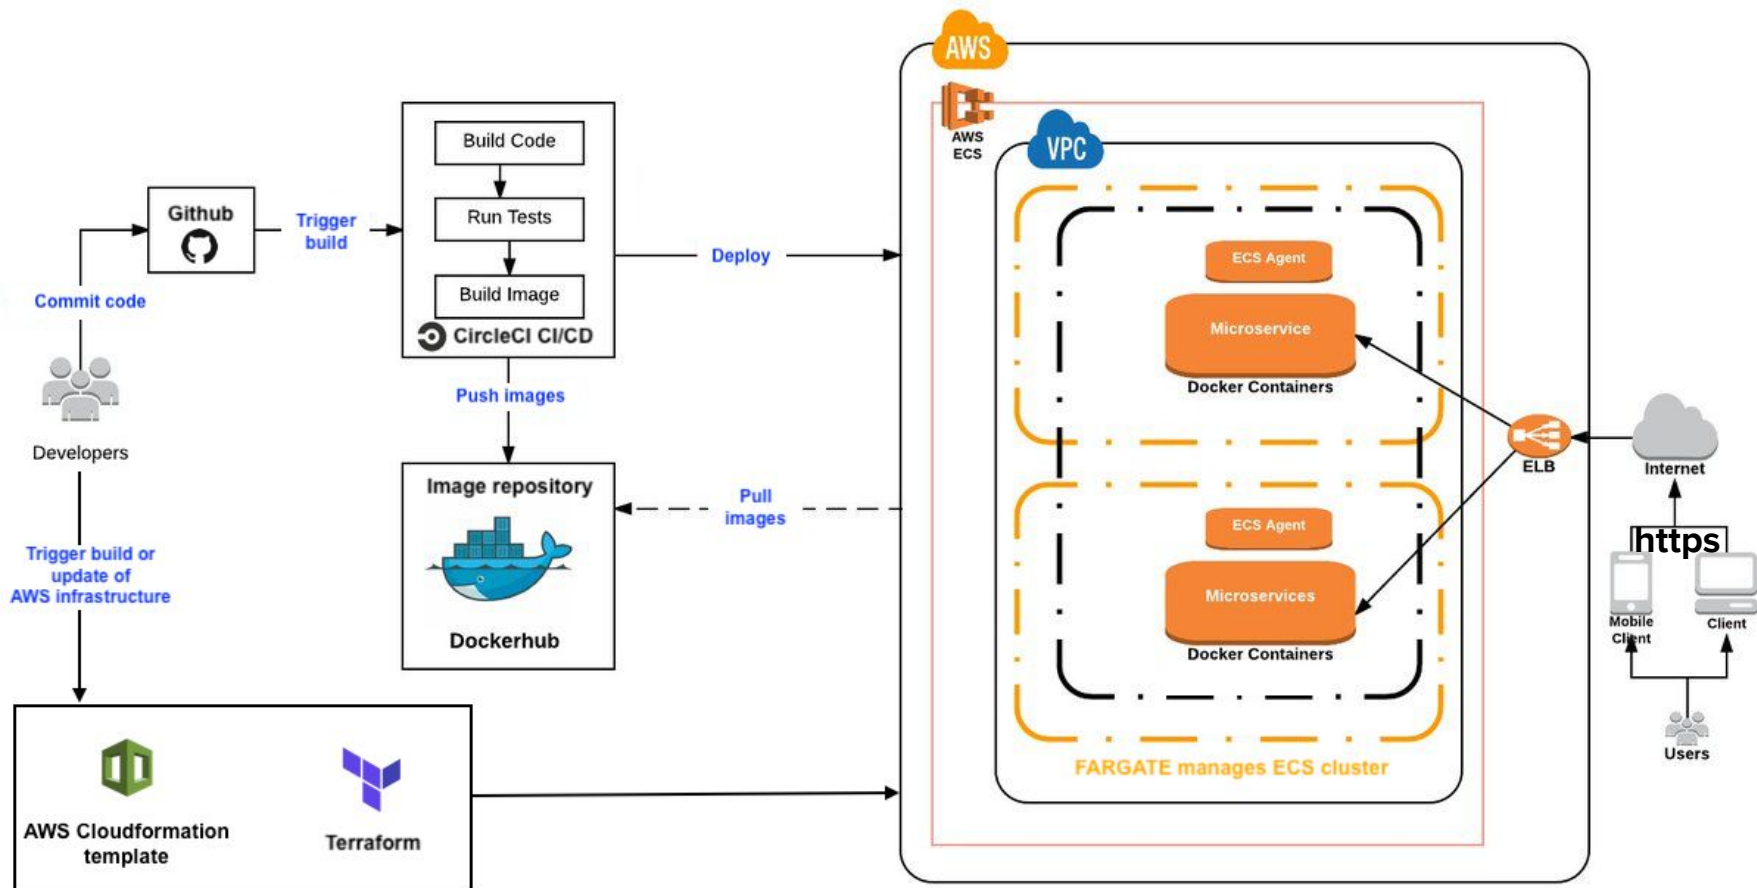 AWS
AWS
ECS
VPC
Build Code
Run Tests
Build Image
CircleCI CI/CD
Github
Trigger
build
Deploy
Commit code
Developers
Push images
Image repository
Dockerhub
Pull
images
Trigger build or
update of
AWS infrastructure
AWS Cloudformation
template
Terraform
ECS Agent
Microservice
Docker Containers
ECS Agent
Microservices
Docker Containers
FARGATE manages ECS cluster
ELB
Internet
https
Mobile
Client
Client
Users